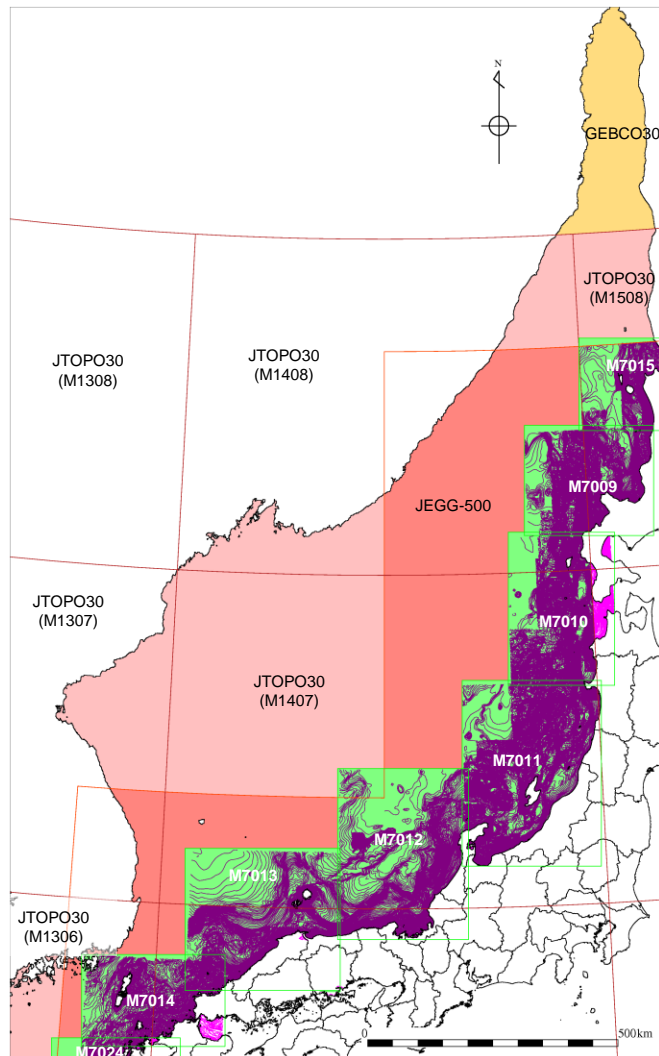 N
GEBCO30
JTOPO30
(M1508)
JTOPO30
(M1308)
JTOPO30
(M1408)
M7015
M7009
JEGG-500
JTOPO30
(M1307)
M7010
JTOPO30
(M1407)
M7011
M7012
M7013
JTOPO30
(M1306)
M7014
M7024
0
500km